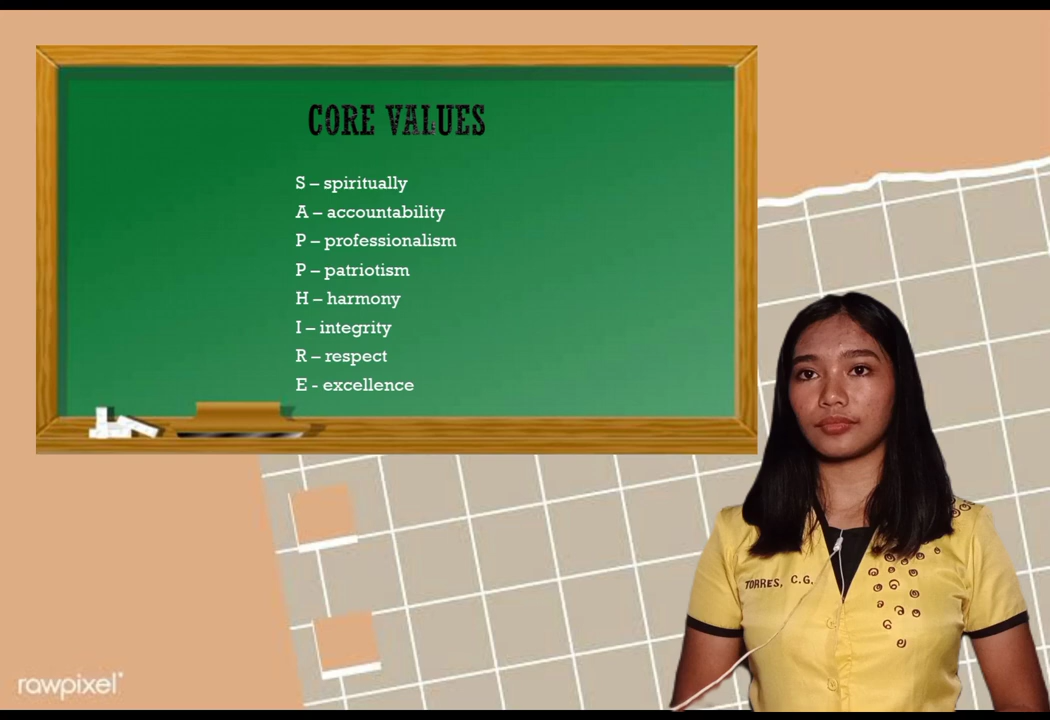 CORE VALUES
S – spiritually
A – accountability
P – professionalism
P – patriotism
H – harmony
I – integrity
R – respect
E - excellence
TORRES, C.G.
rawpixel